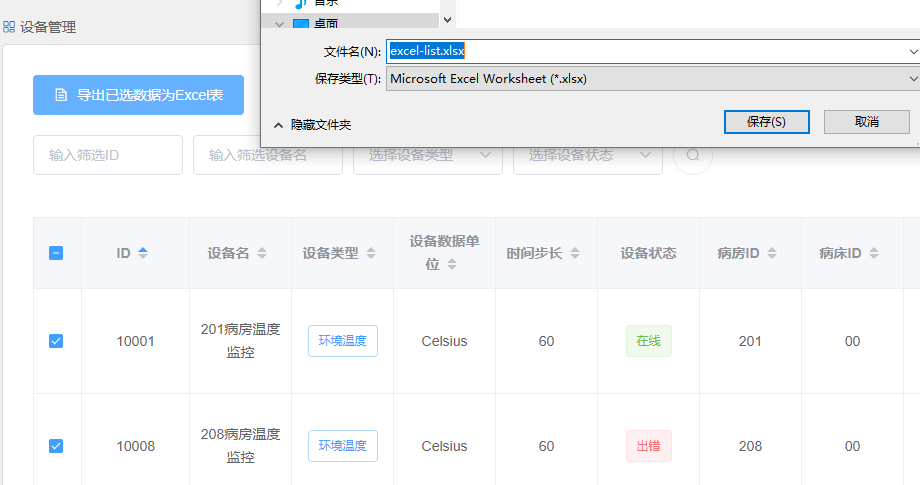 音乐
桌面
设备管理
文件名(N): excel-list.xlsx
保存类型(T): Microsoft Excel Worksheet (*.xlsx)
导出已选数据为Excel表
隐藏文件夹
保存(S)
取消
输入筛选ID
输入筛选设备名
选择设备类型
选择设备状态
ID
设备名
设备类型
设备数据单
位
时间步长
设备状态
病房ID
病床ID
10001
201病房温度
监控
环境温度
Celsius
60
在线
201
00
10008
208病房温度
监控
环境温度
Celsius
60
出错
208
00